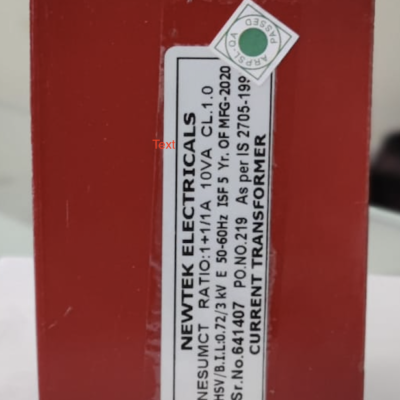 PASSED
ARPSL-QA
Text
NEWTEK ELECTRICALS
NESUMCT RATIO:1+1/1A 10VA CL.1.0
HSV/B.I.L:0.72/3 kV E 50-60Hz ISF 5 Yr. OF MFG-2020
Sr.No.641407 PO.NO.219 As per IS 2705-199
CURRENT TRANSFORMER